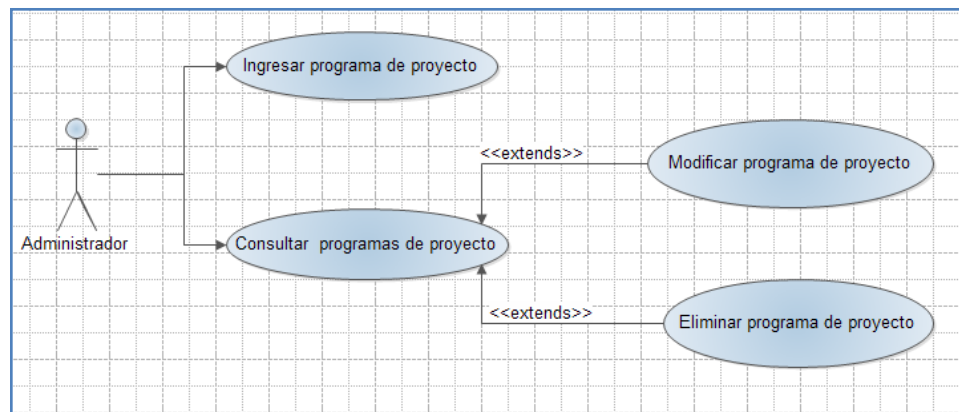 Ingresar programa de proyecto
<<extends>>
Modificar programa de proyecto
Administrador
Consultar programas de proyecto
<<extends>>
Eliminar programa de proyecto